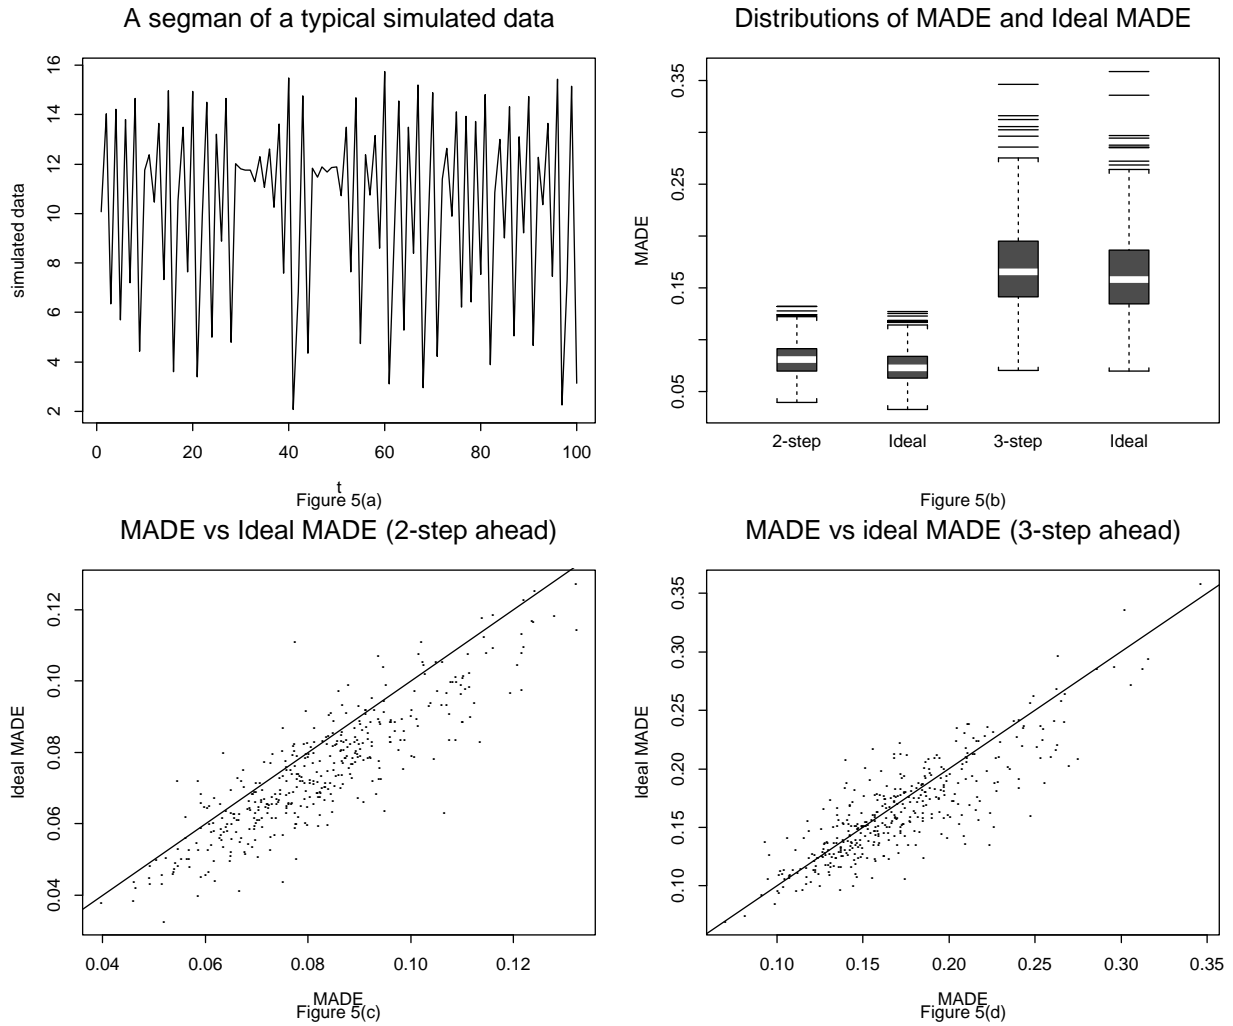 A segman of a typical simulated data
simulated data
16
14
12
10
8
6
4
2
0 20 40 60 80 100
t
Figure 5(a)
Distributions of MADE and Ideal MADE
MADE
0.35
0.25
0.15
0.05
2-step Ideal 3-step Ideal
Figure 5(b)
MADE vs Ideal MADE (2-step ahead)
Ideal MADE
0.12
0.10
0.08
0.06
0.04
0.04 0.06 0.08 0.10 0.12
MADE
Figure 5(c)
MADE vs ideal MADE (3-step ahead)
Ideal MADE
0.35
0.30
0.25
0.20
0.15
0.10
0.10 0.15 0.20 0.25 0.30 0.35
MADE
Figure 5(d)